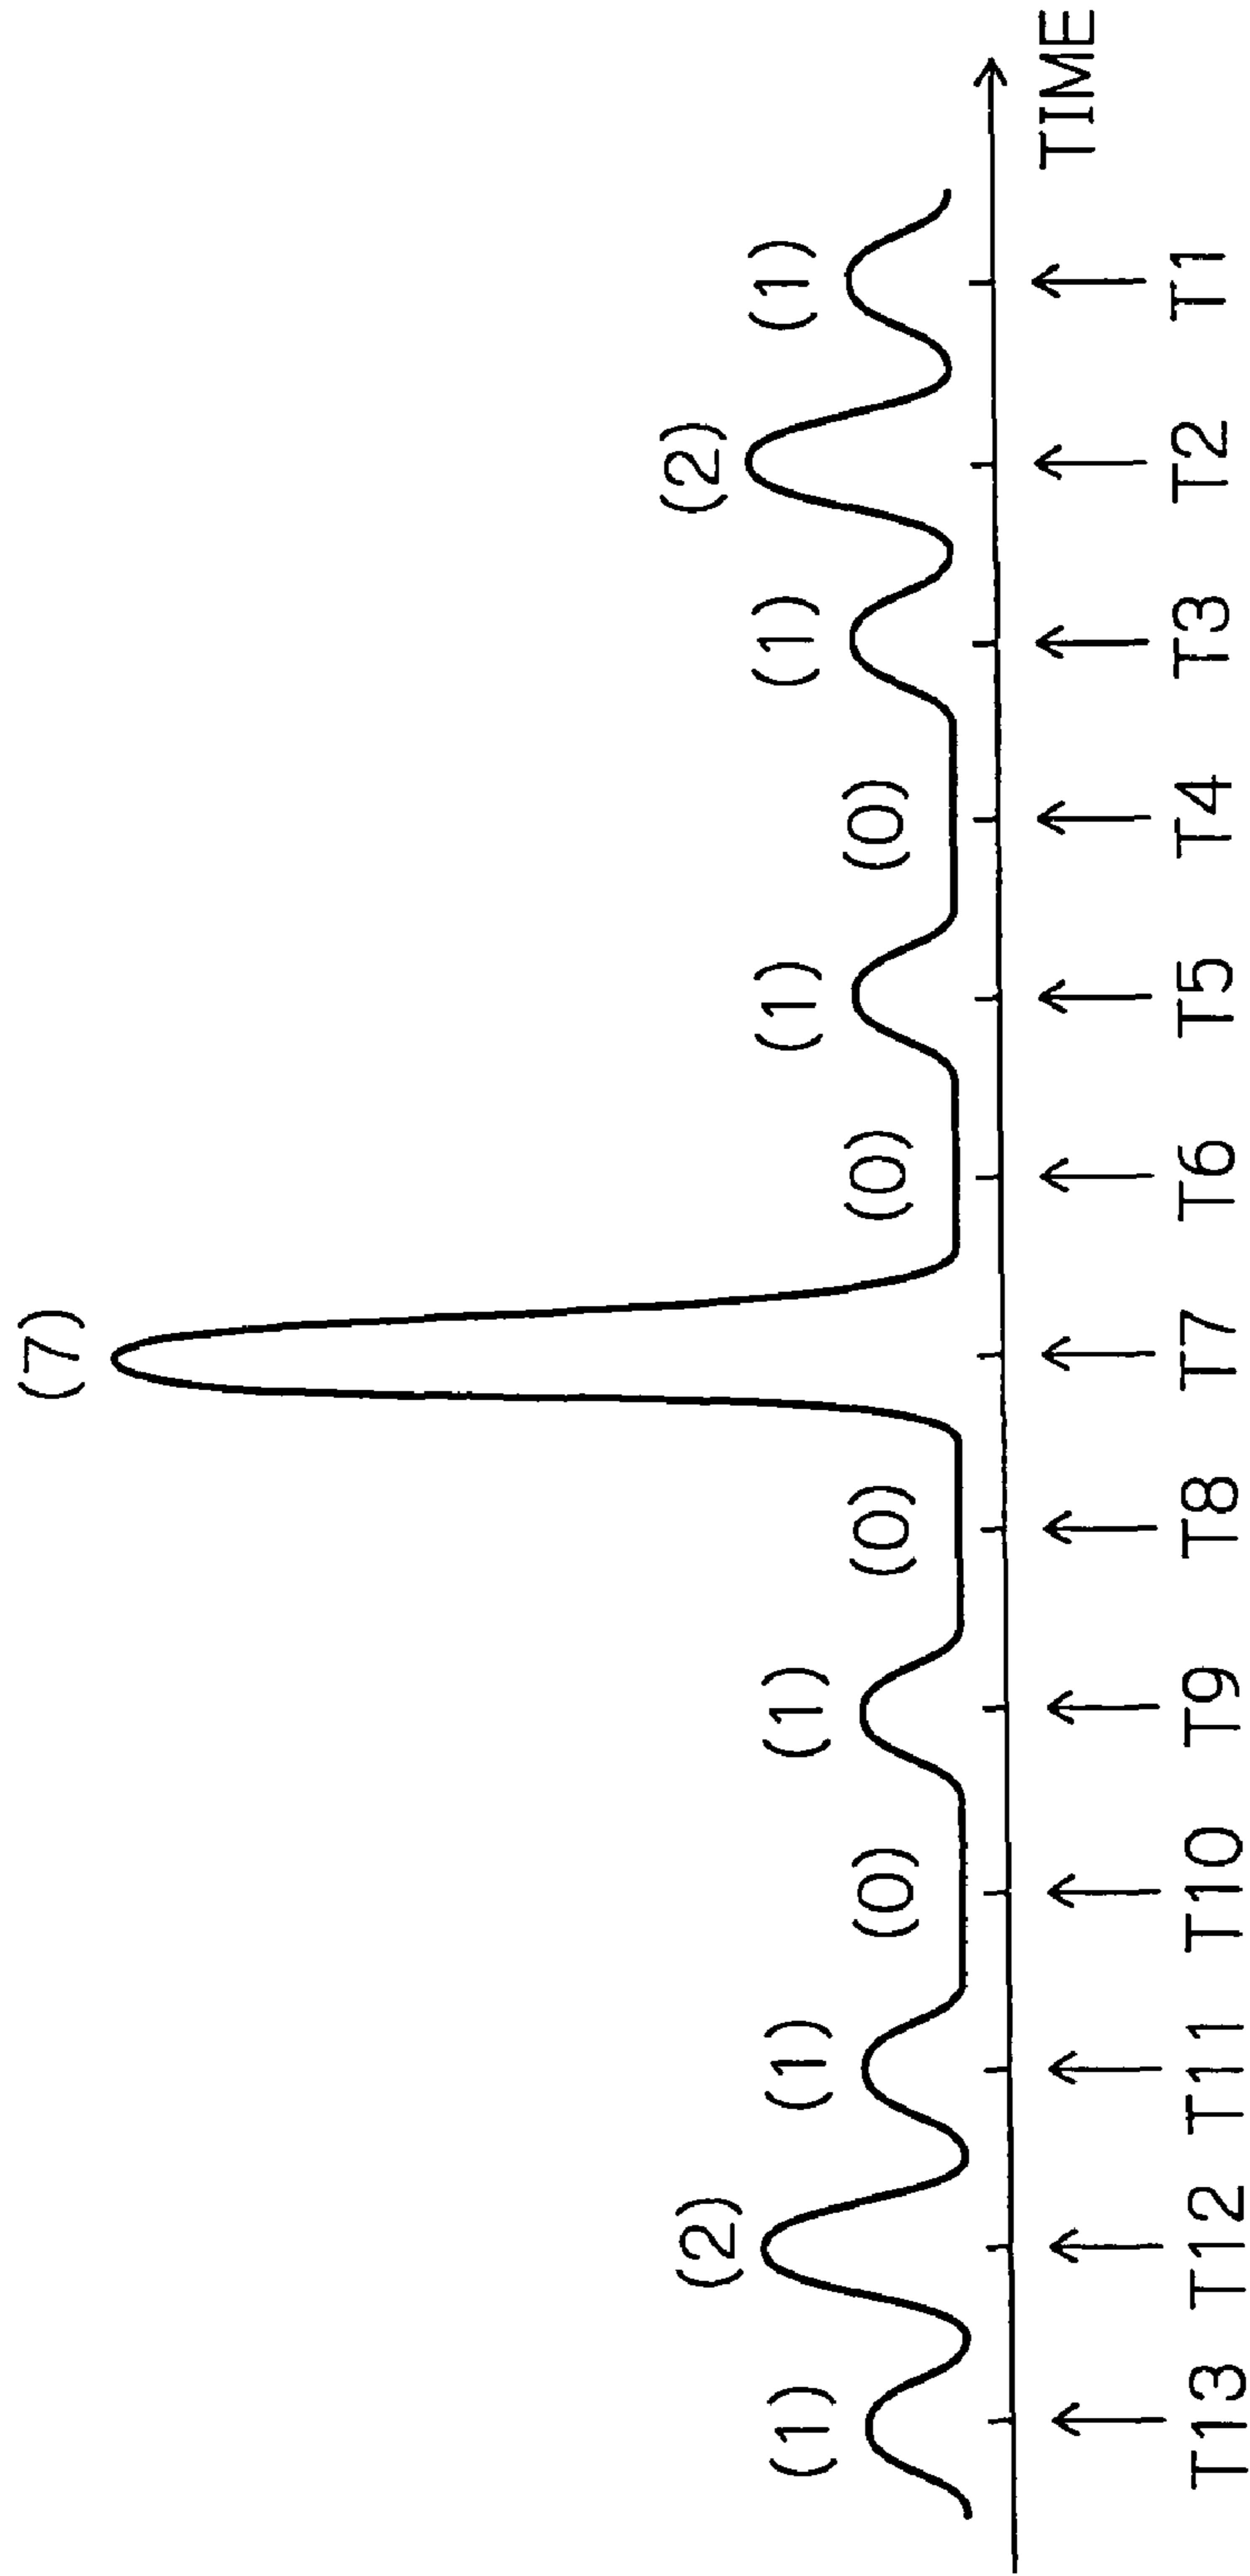 (7)
(1) (2) (1) (0) (1) (0) (0) (1) (0) (1) (2) (1)
T13 T12 T11 T10 T9 T8 T7 T6 T5 T4 T3 T2 T1
TIME